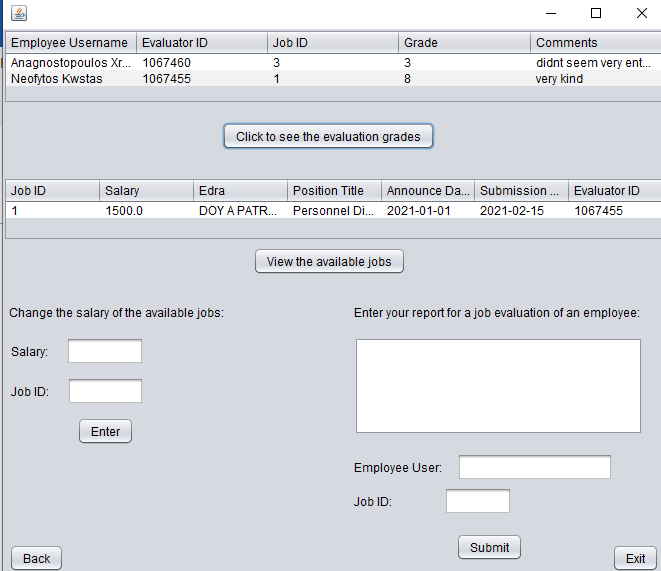 Employee Username Evaluator ID Job ID Grade Comments
Anagnostopoulos Xr... 1067460 3 3 didnt seem very ent...
Neofytos Kwstas 1067455 1 8 very kind
Click to see the evaluation grades
Job ID Salary Edra Position Title Announce Da... Submission ... Evaluator ID
1 1500.0 DOY A PATR... Personnel Di... 2021-01-01 2021-02-15 1067455
View the available jobs
Change the salary of the available jobs:
Salary:
Job ID:
Enter
Enter your report for a job evaluation of an employee:
Employee User:
Job ID:
Submit
Back
Exit